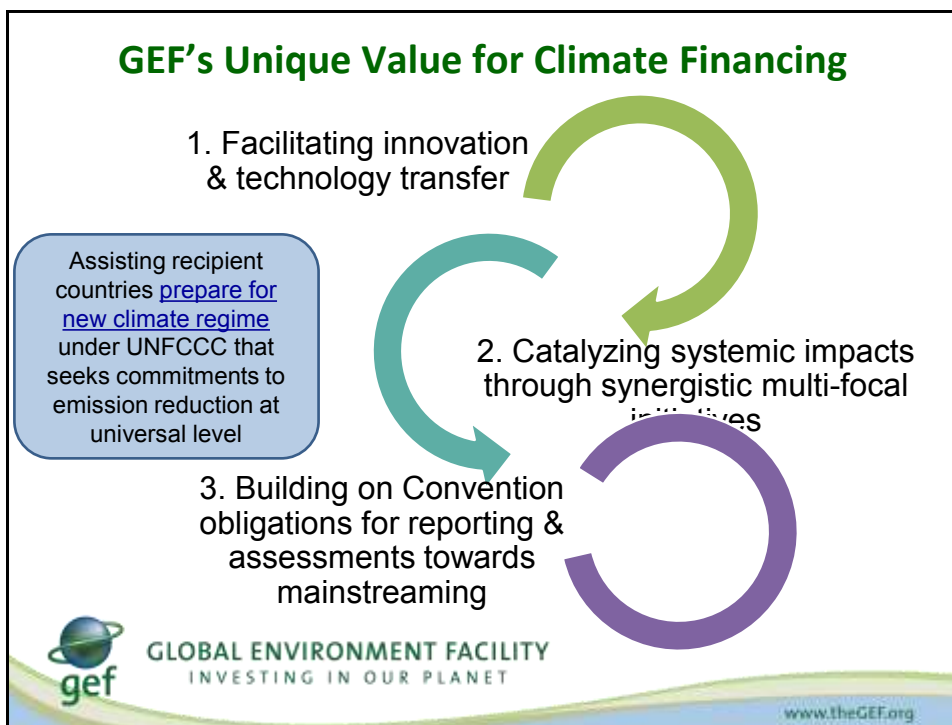 GEF's Unique Value for Climate Financing
1. Facilitating innovation
& technology transfer
Assisting recipient
countries prepare for
new climate regime
under UNFCCC that
seeks commitments to
emission reduction at
universal level
2. Catalyzing systemic impacts
through synergistic multi-focal
initiatives
3. Building on Convention
obligations for reporting &
assessments towards
mainstreaming
gef
GLOBAL ENVIRONMENT FACILITY
INVESTING IN OUR PLANET
www.theGEF.org